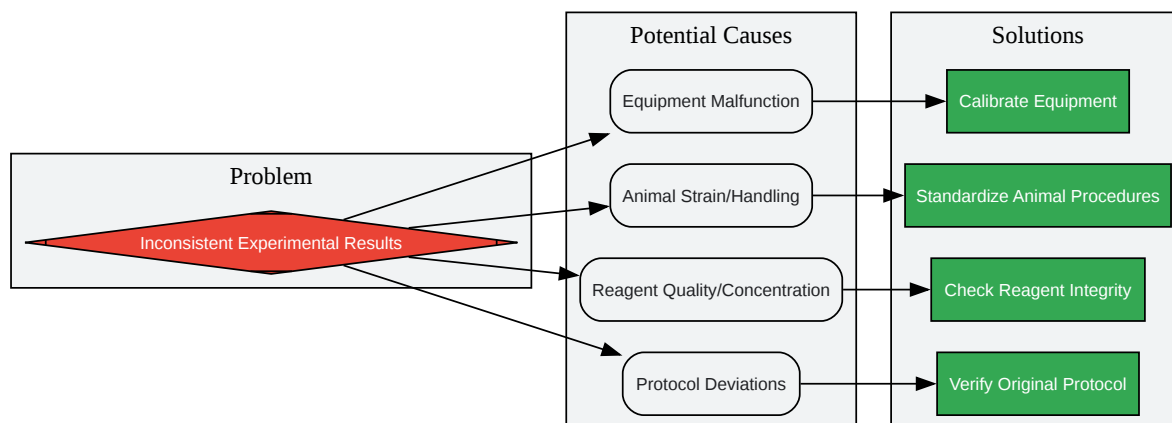 Potential Causes
Solutions
Equipment Malfunction
Calibrate Equipment
Problem
Animal Strain/Handling
Standardize Animal Procedures
Inconsistent Experimental Results
Reagent Quality/Concentration
Check Reagent Integrity
Protocol Deviations
Verify Original Protocol